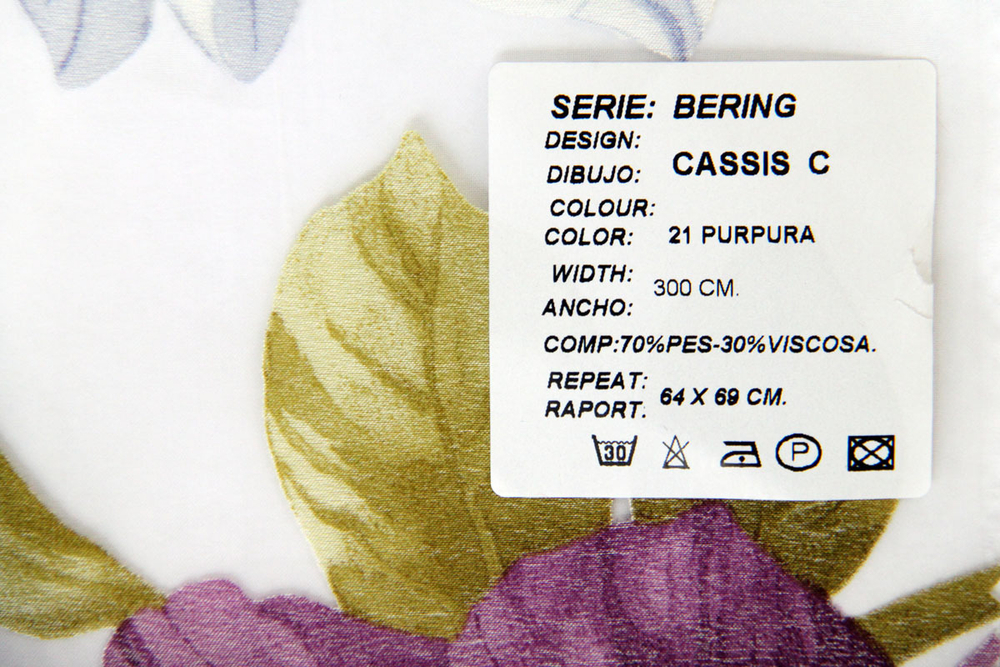 SERIE: BERING
DESIGN:
DIBUJO: CASSIS C
COLOUR:
COLOR: 21 PURPURA
WIDTH:
300 CM.
ANCHO:
COMP:70%PES-30%VISCOSA.
REPEAT:
64 X 69 CM.
RAPORT.
30 P